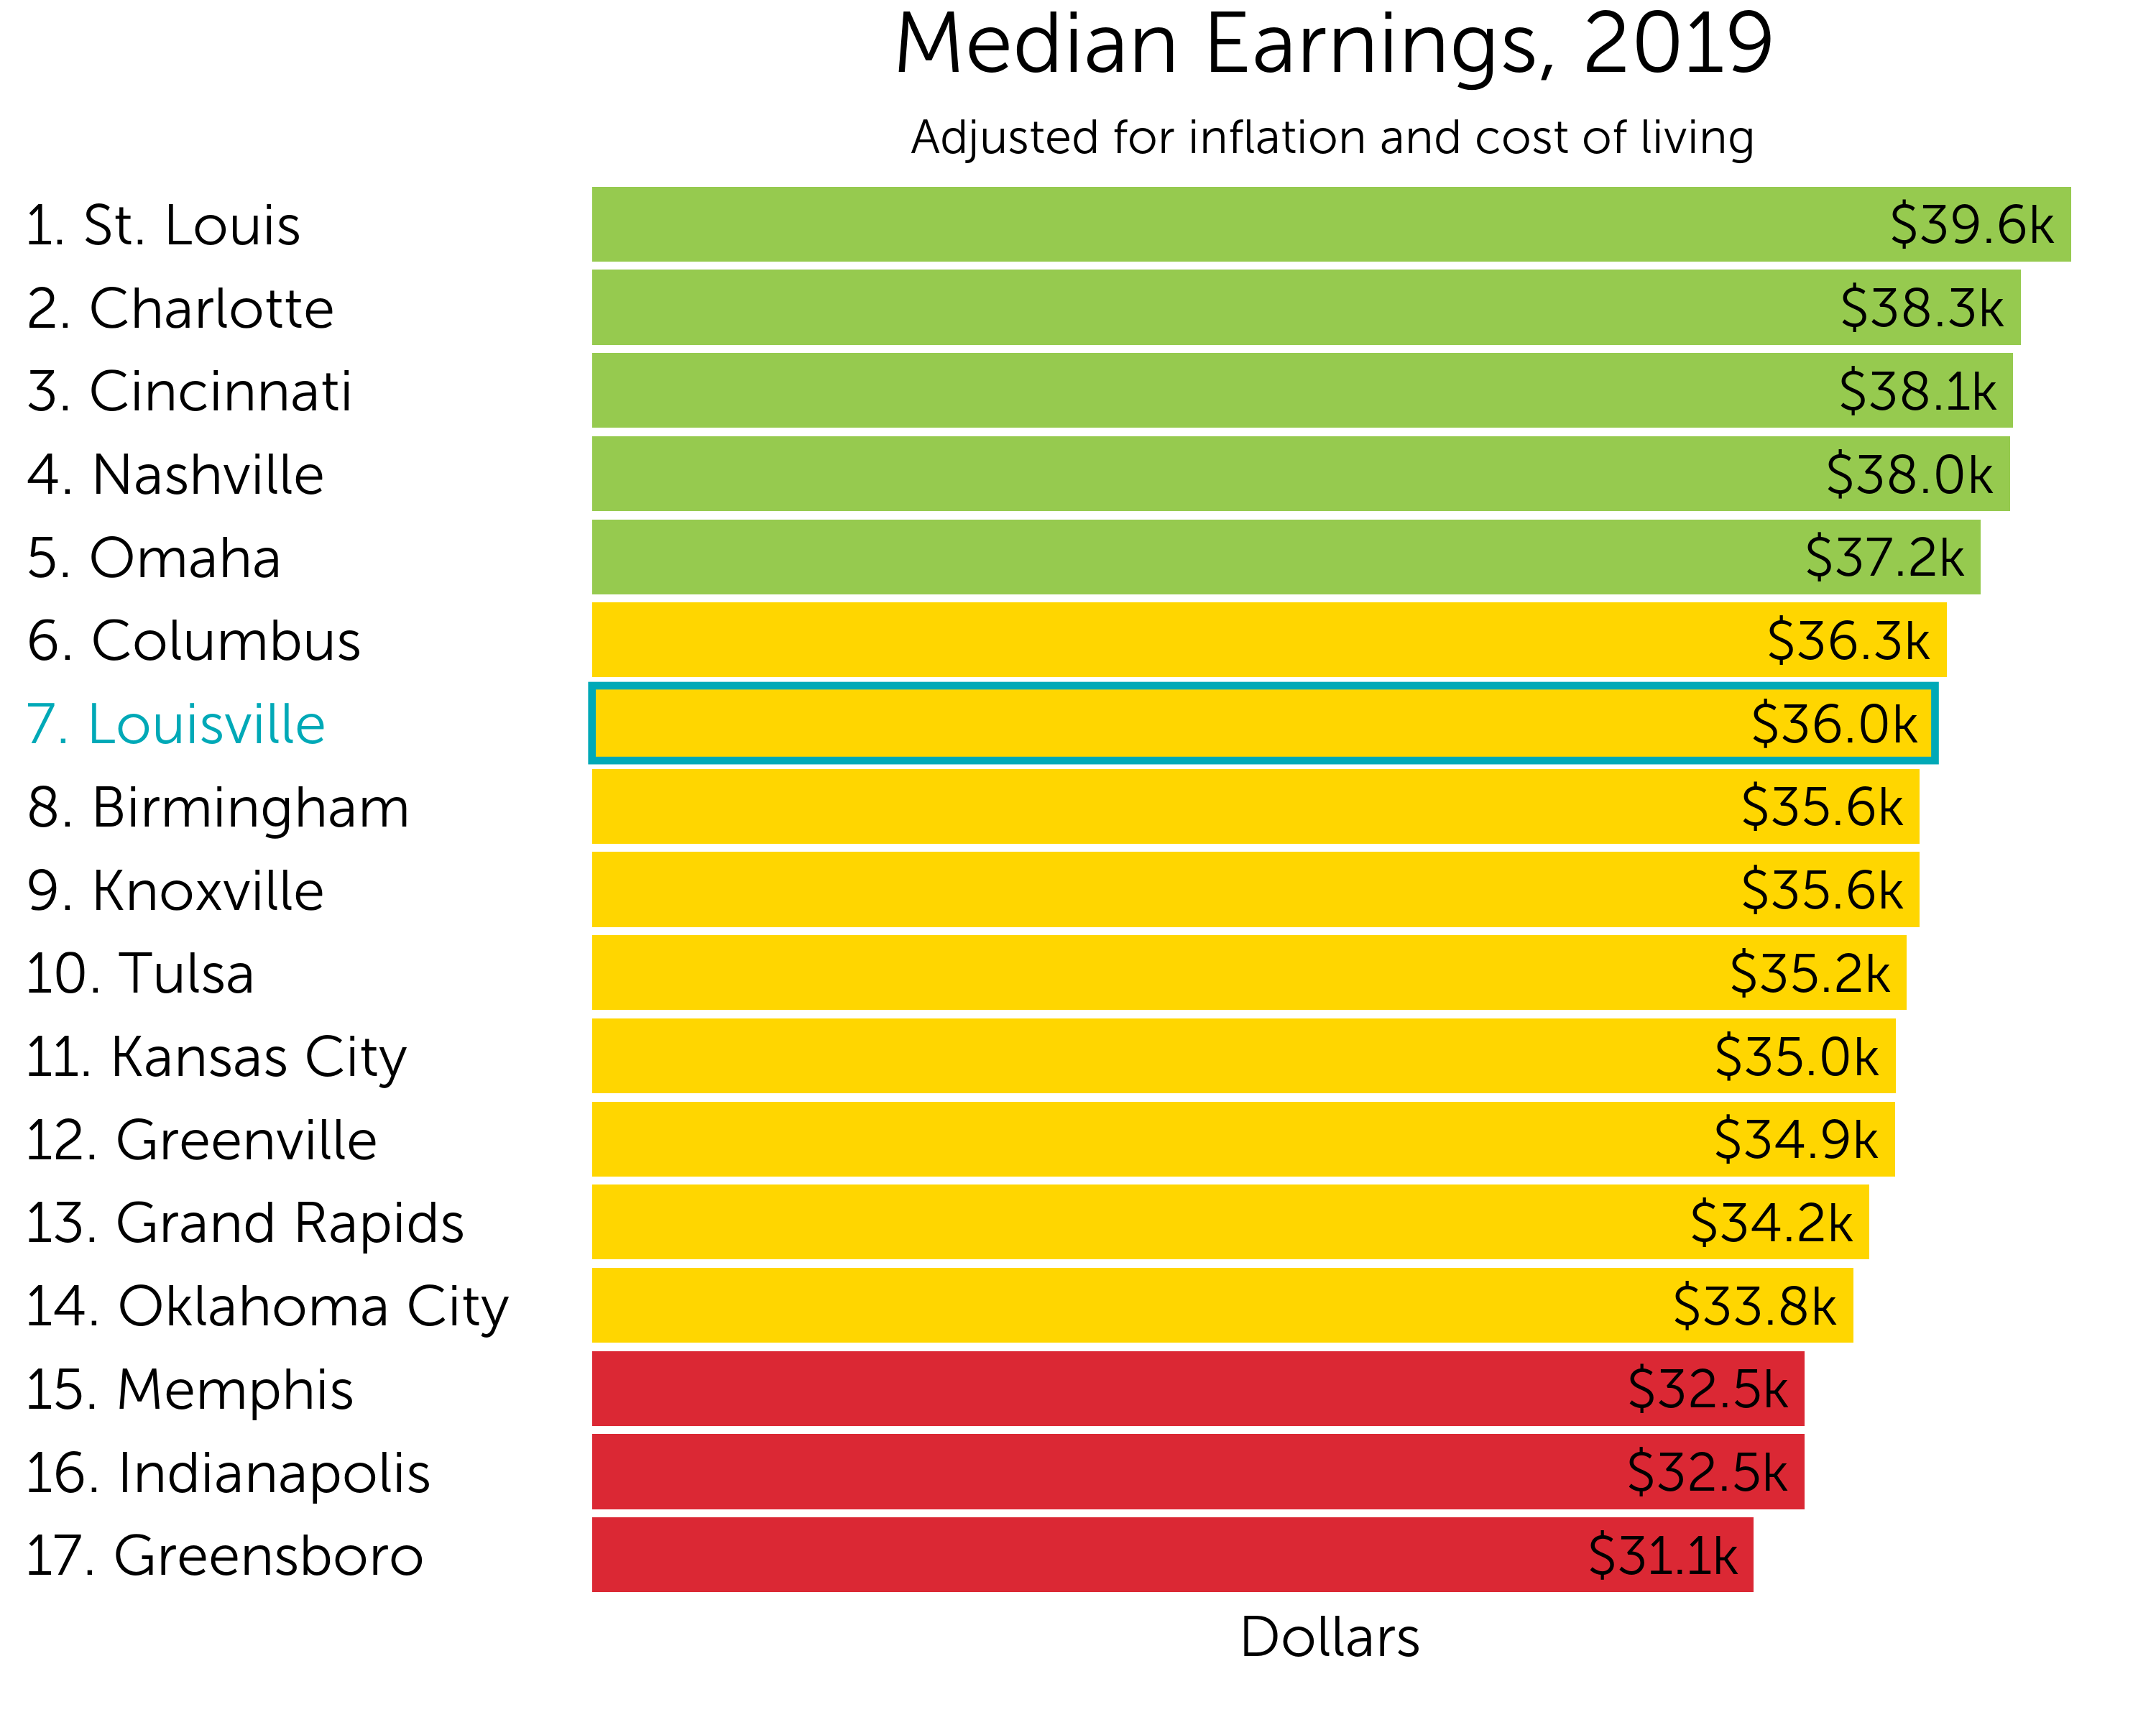 Median Earnings, 2019
Adjusted for inflation and cost of living
1. St. Louis $39.6k
2. Charlotte $38.3k
3. Cincinnati $38.1k
4. Nashville $38.0k
5. Omaha $37.2k
6. Columbus $36.3k
7. Louisville $36.0k
8. Birmingham $35.6k
9. Knoxville $35.6k
10. Tulsa $35.2k
11. Kansas City $35.0k
12. Greenville $34.9k
13. Grand Rapids $34.2k
14. Oklahoma City $33.8k
15. Memphis $32.5k
16. Indianapolis $32.5k
17. Greensboro $31.1k
Dollars